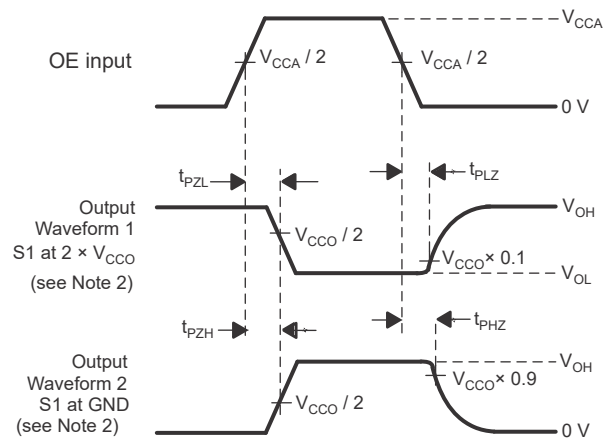 V_CCA
OE input
V_CCA / 2
V_CCA / 2
0 V
t_PZL
t_PLZ
Output
Waveform 1
S1 at 2 × V_CCO
(see Note 2)
V_OH
V_CCO / 2
V_CCO × 0.1
V_OL
t_PZH
t_PHZ
Output
Waveform 2
S1 at GND
(see Note 2)
V_OH
V_CCO × 0.9
V_CCO / 2
0 V